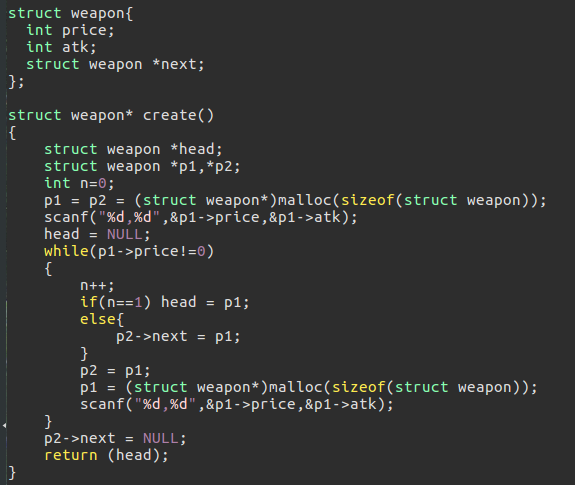 struct weapon{
  int price;
  int atk;
  struct weapon *next;
};

struct weapon* create()
{
    struct weapon *head;
    struct weapon *p1,*p2;
    int n=0;
    p1 = p2 = (struct weapon*)malloc(sizeof(struct weapon));
    scanf("%d,%d",&p1->price,&p1->atk);
    head = NULL;
    while(p1->price!=0)
    {
        n++;
        if(n==1) head = p1;
        else{
            p2->next = p1;
        }
        p2 = p1;
        p1 = (struct weapon*)malloc(sizeof(struct weapon));
        scanf("%d,%d",&p1->price,&p1->atk);
    }
    p2->next = NULL;
    return (head);
}